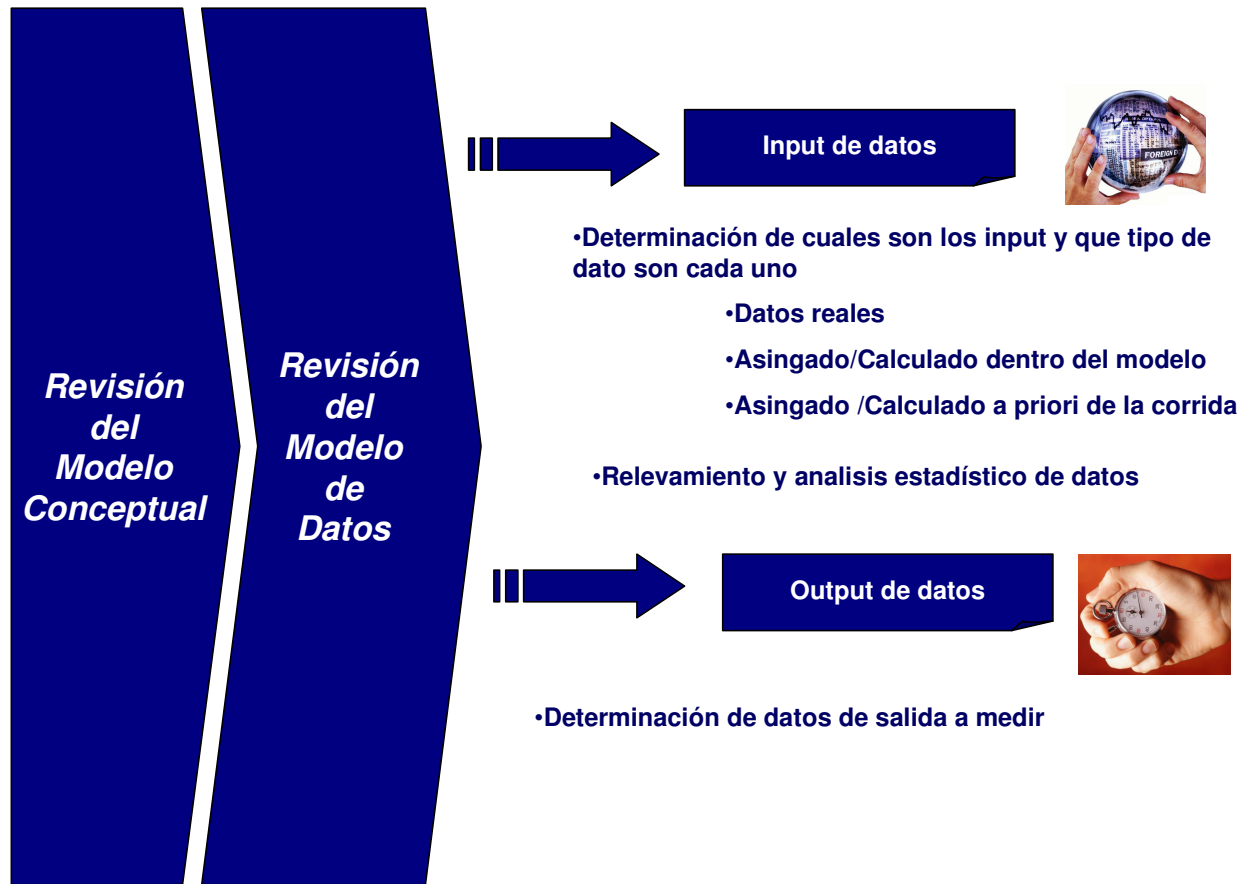 Revisión
del
Modelo
Conceptual
Revisión
del
Modelo
de
Datos
Input de datos
FOREIGN
•Determinación de cuales son los input y que tipo de
dato son cada uno
•Datos reales
•Asingado/Calculado dentro del modelo
•Asingado /Calculado a priori de la corrida
•Relevamiento y analisis estadístico de datos
Output de datos
•Determinación de datos de salida a medir